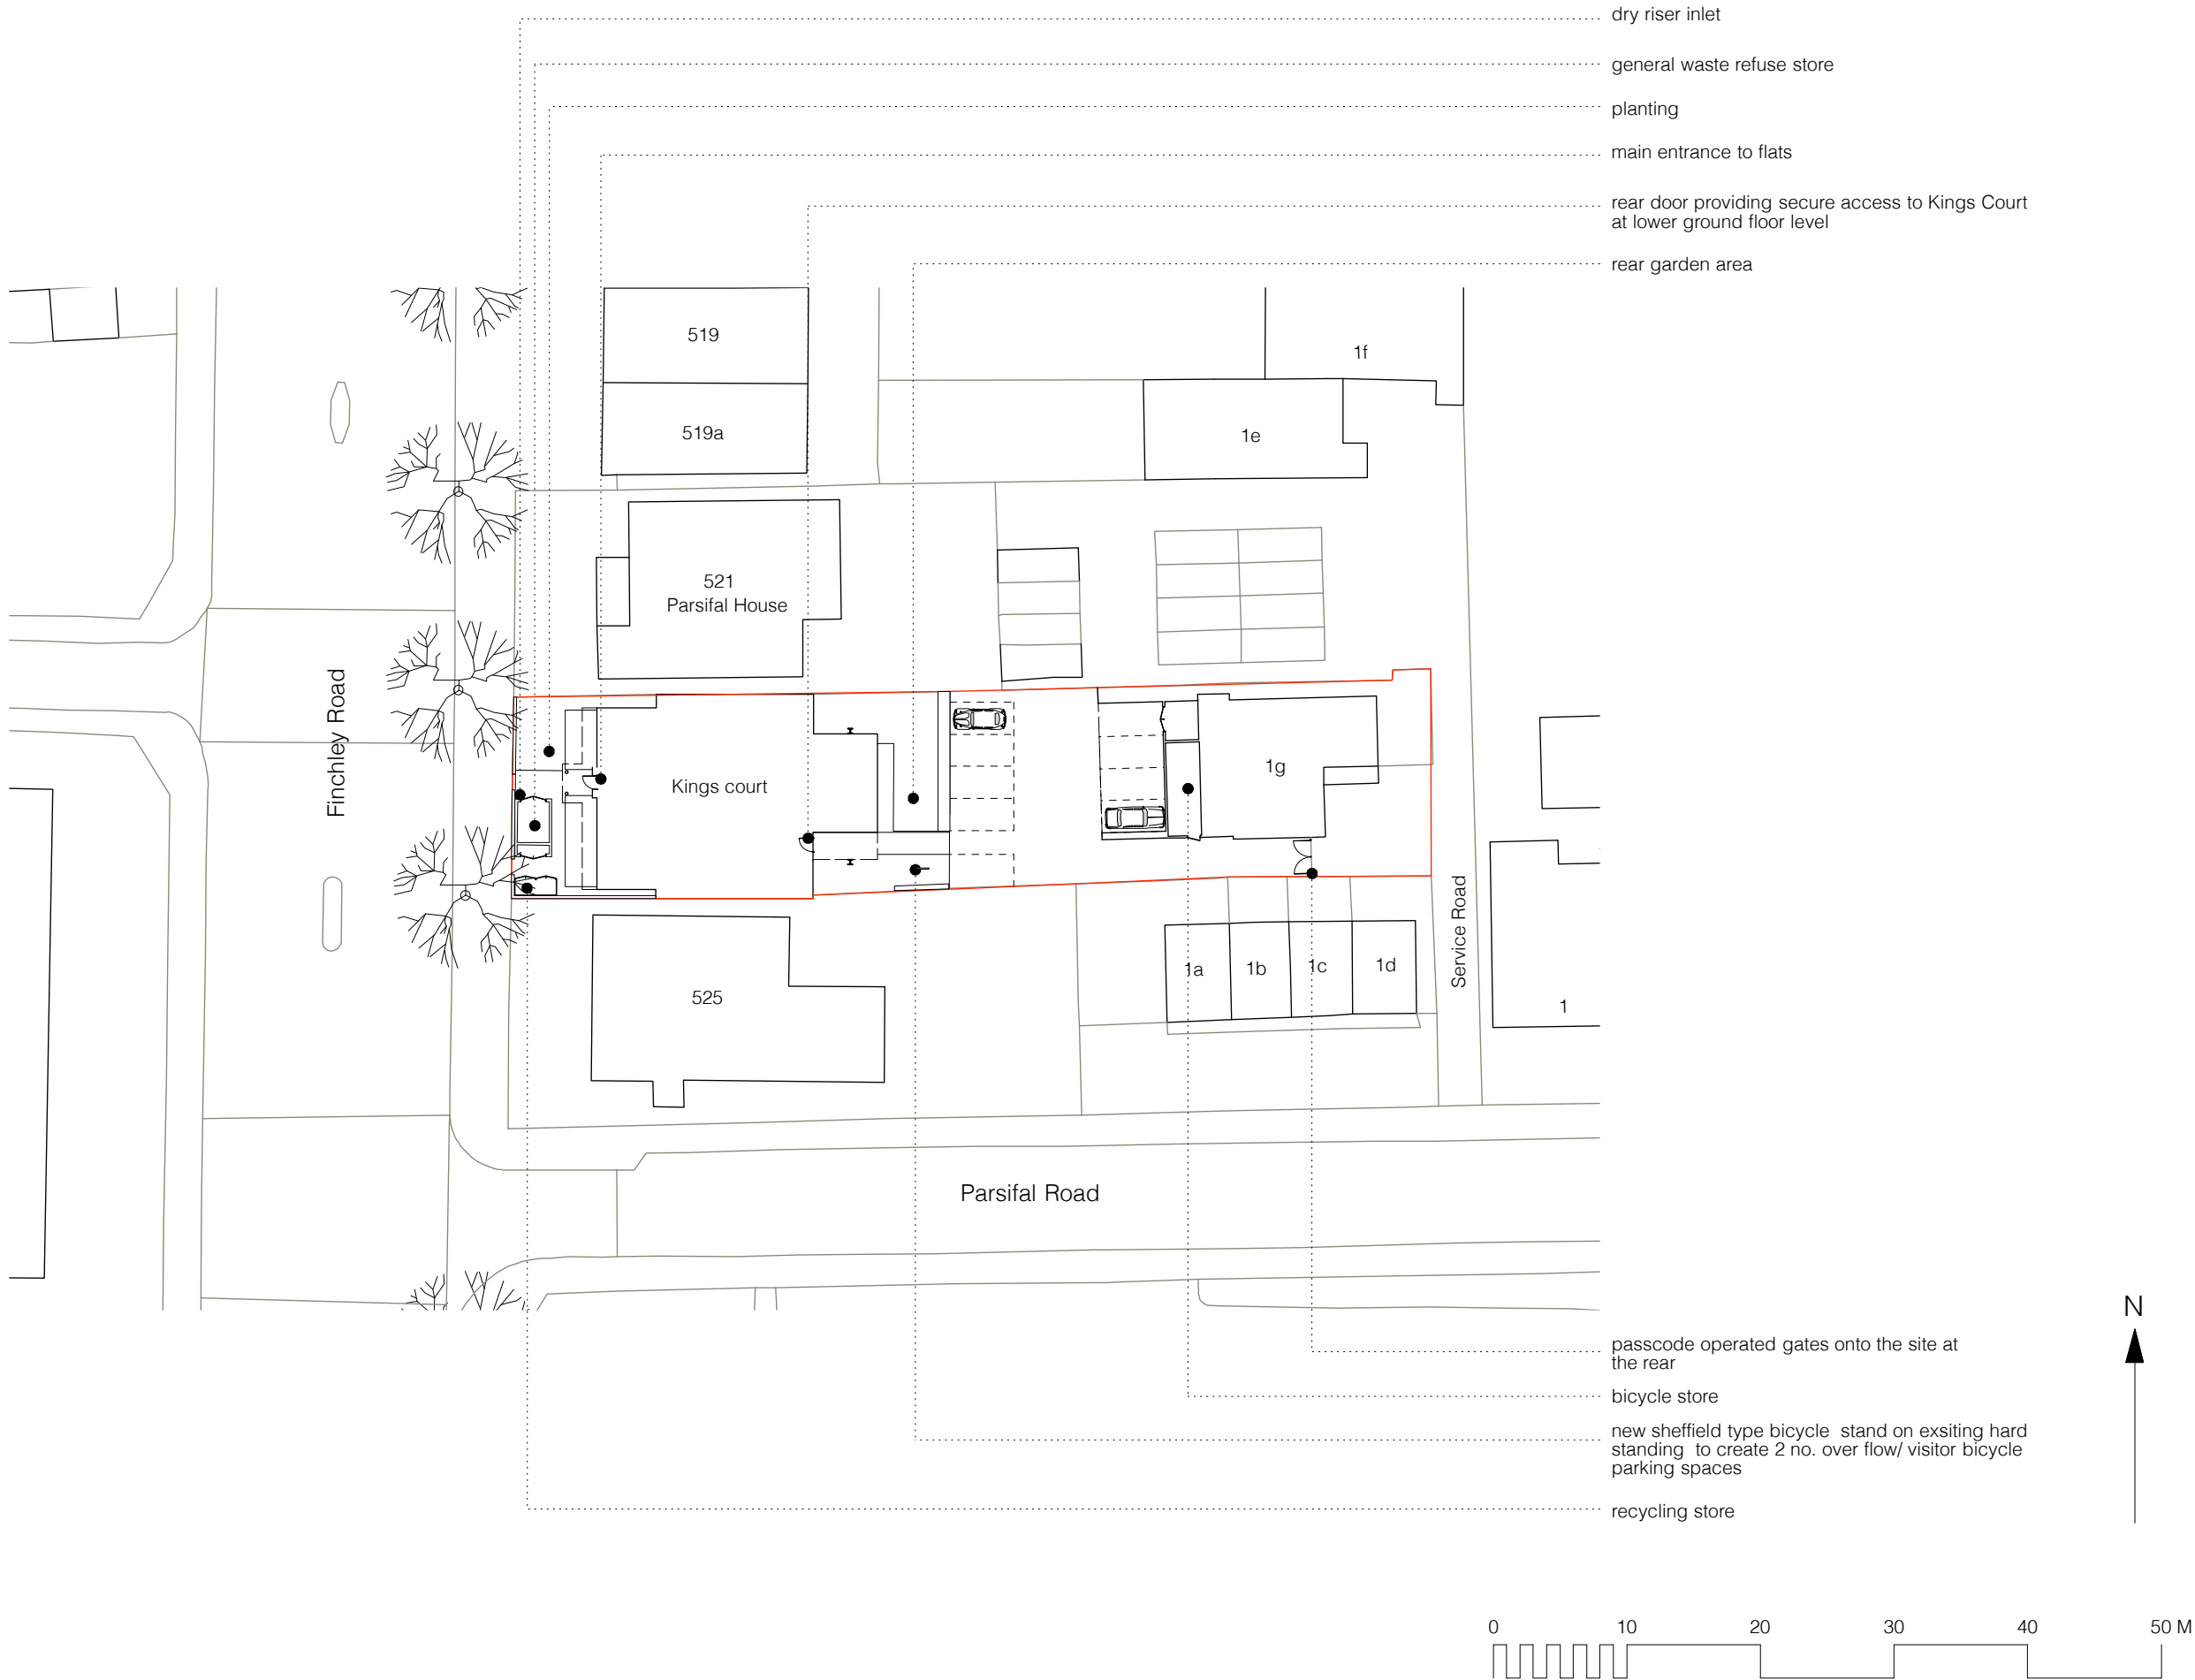 dry riser inlet
general waste refuse store
planting
main entrance to flats
rear door providing secure access to Kings Court
at lower ground floor level
rear garden area
519
1f
519a
1e
521
Parsifal House
Finchley Road
Kings court
1g
Service Road
1a
1b
1c
1d
525
1
Parsifal Road
N
passcode operated gates onto the site at
the rear
bicycle store
new sheffield type bicycle stand on exsiting hard
standing to create 2 no. over flow/ visitor bicycle
parking spaces
recycling store
0 10 20 30 40 50 M